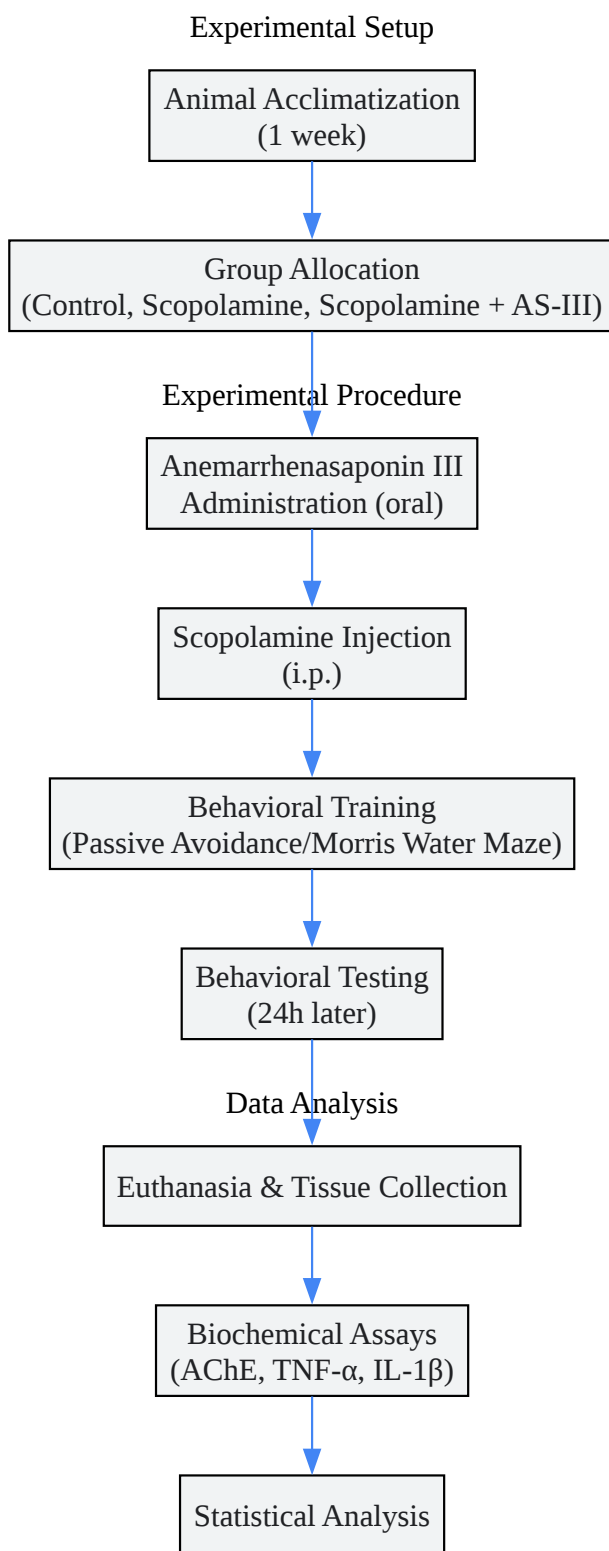 Experimental Setup
Animal Acclimatization
(1 week)
Group Allocation
(Control, Scopolamine, Scopolamine + AS-III)
Experimental Procedure
Anemarrhenasaponin III
Administration (oral)
Scopolamine Injection
(i.p.)
Behavioral Training
(Passive Avoidance/Morris Water Maze)
Behavioral Testing
(24h later)
Data Analysis
Euthanasia & Tissue Collection
Biochemical Assays
(AChE, TNF-α, IL-1β)
Statistical Analysis